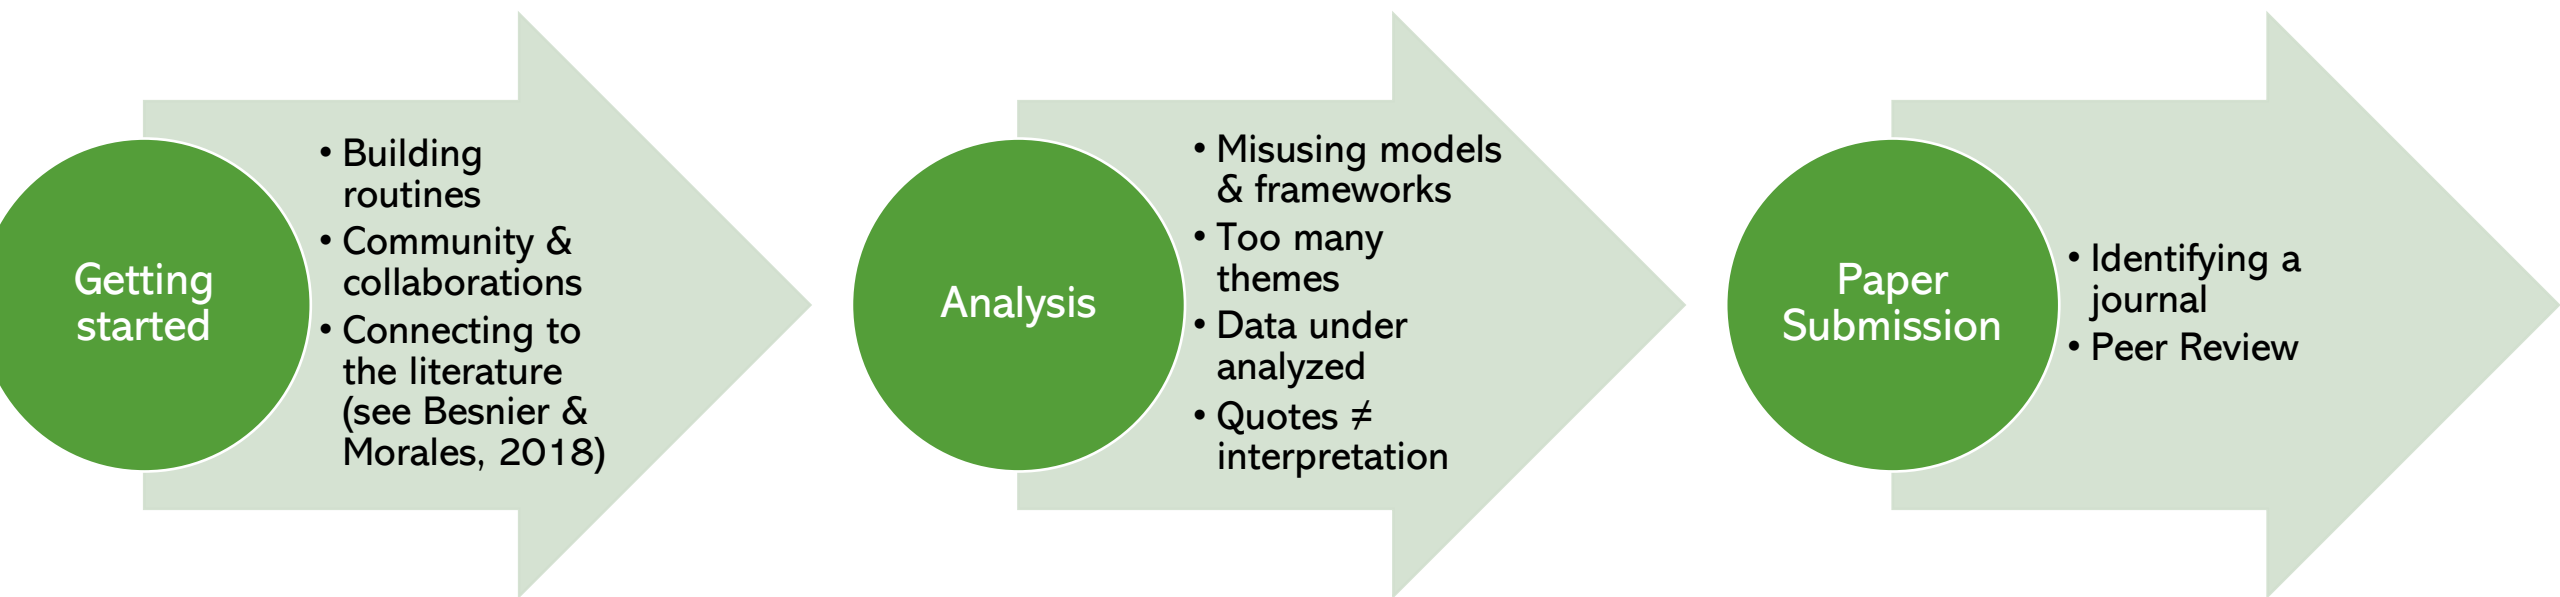 Getting
started
• Building
routines
• Community &
collaborations
• Connecting to
the literature
(see Besnier &
Morales, 2018)
Analysis
• Misusing models
& frameworks
• Too many
themes
• Data under
analyzed
• Quotes ≠
interpretation
Paper
Submission
• Identifying a
journal
• Peer Review